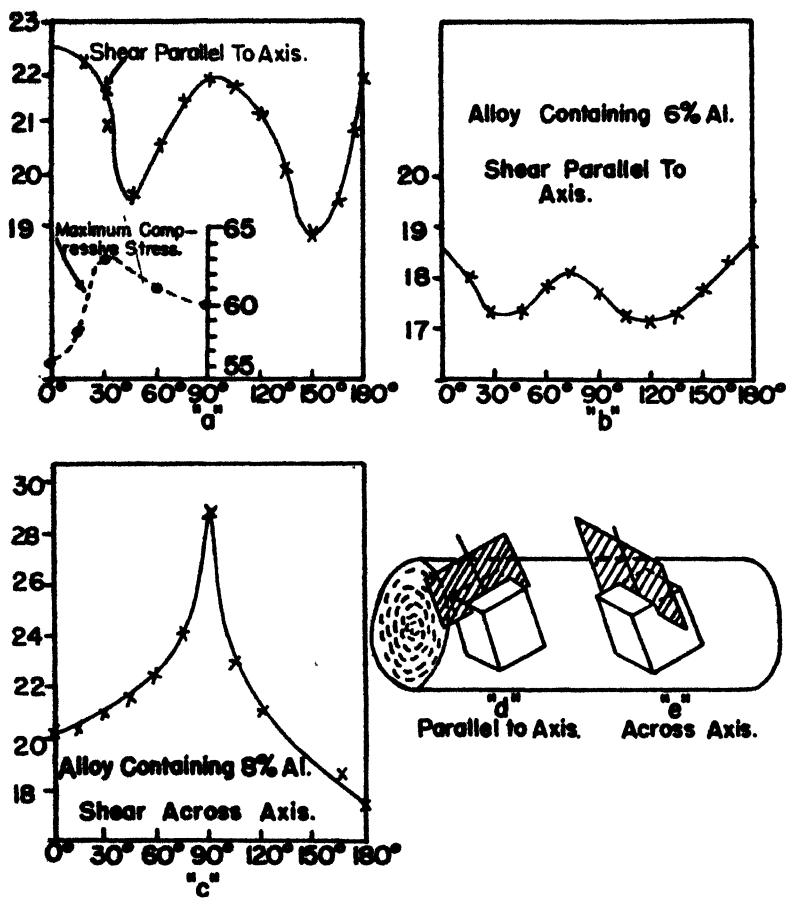 23
22
21
20
19
Shear Parallel To Axis.
Maximum Comp-
ressive Stress.
65
60
55
0° 30° 60° 90° 120° 150° 180°
"a"
Alloy Containing 6% Al.
Shear Parallel To
Axis.
20
19
18
17
0° 30° 60° 90° 120° 150° 180°
"b"
30
28
26
24
22
20
18
Alloy Containing 8% Al.
Shear Across Axis.
0° 30° 60° 90° 120° 150° 180°
"c"
"d"
Parallel to Axis.
"e"
Across Axis.